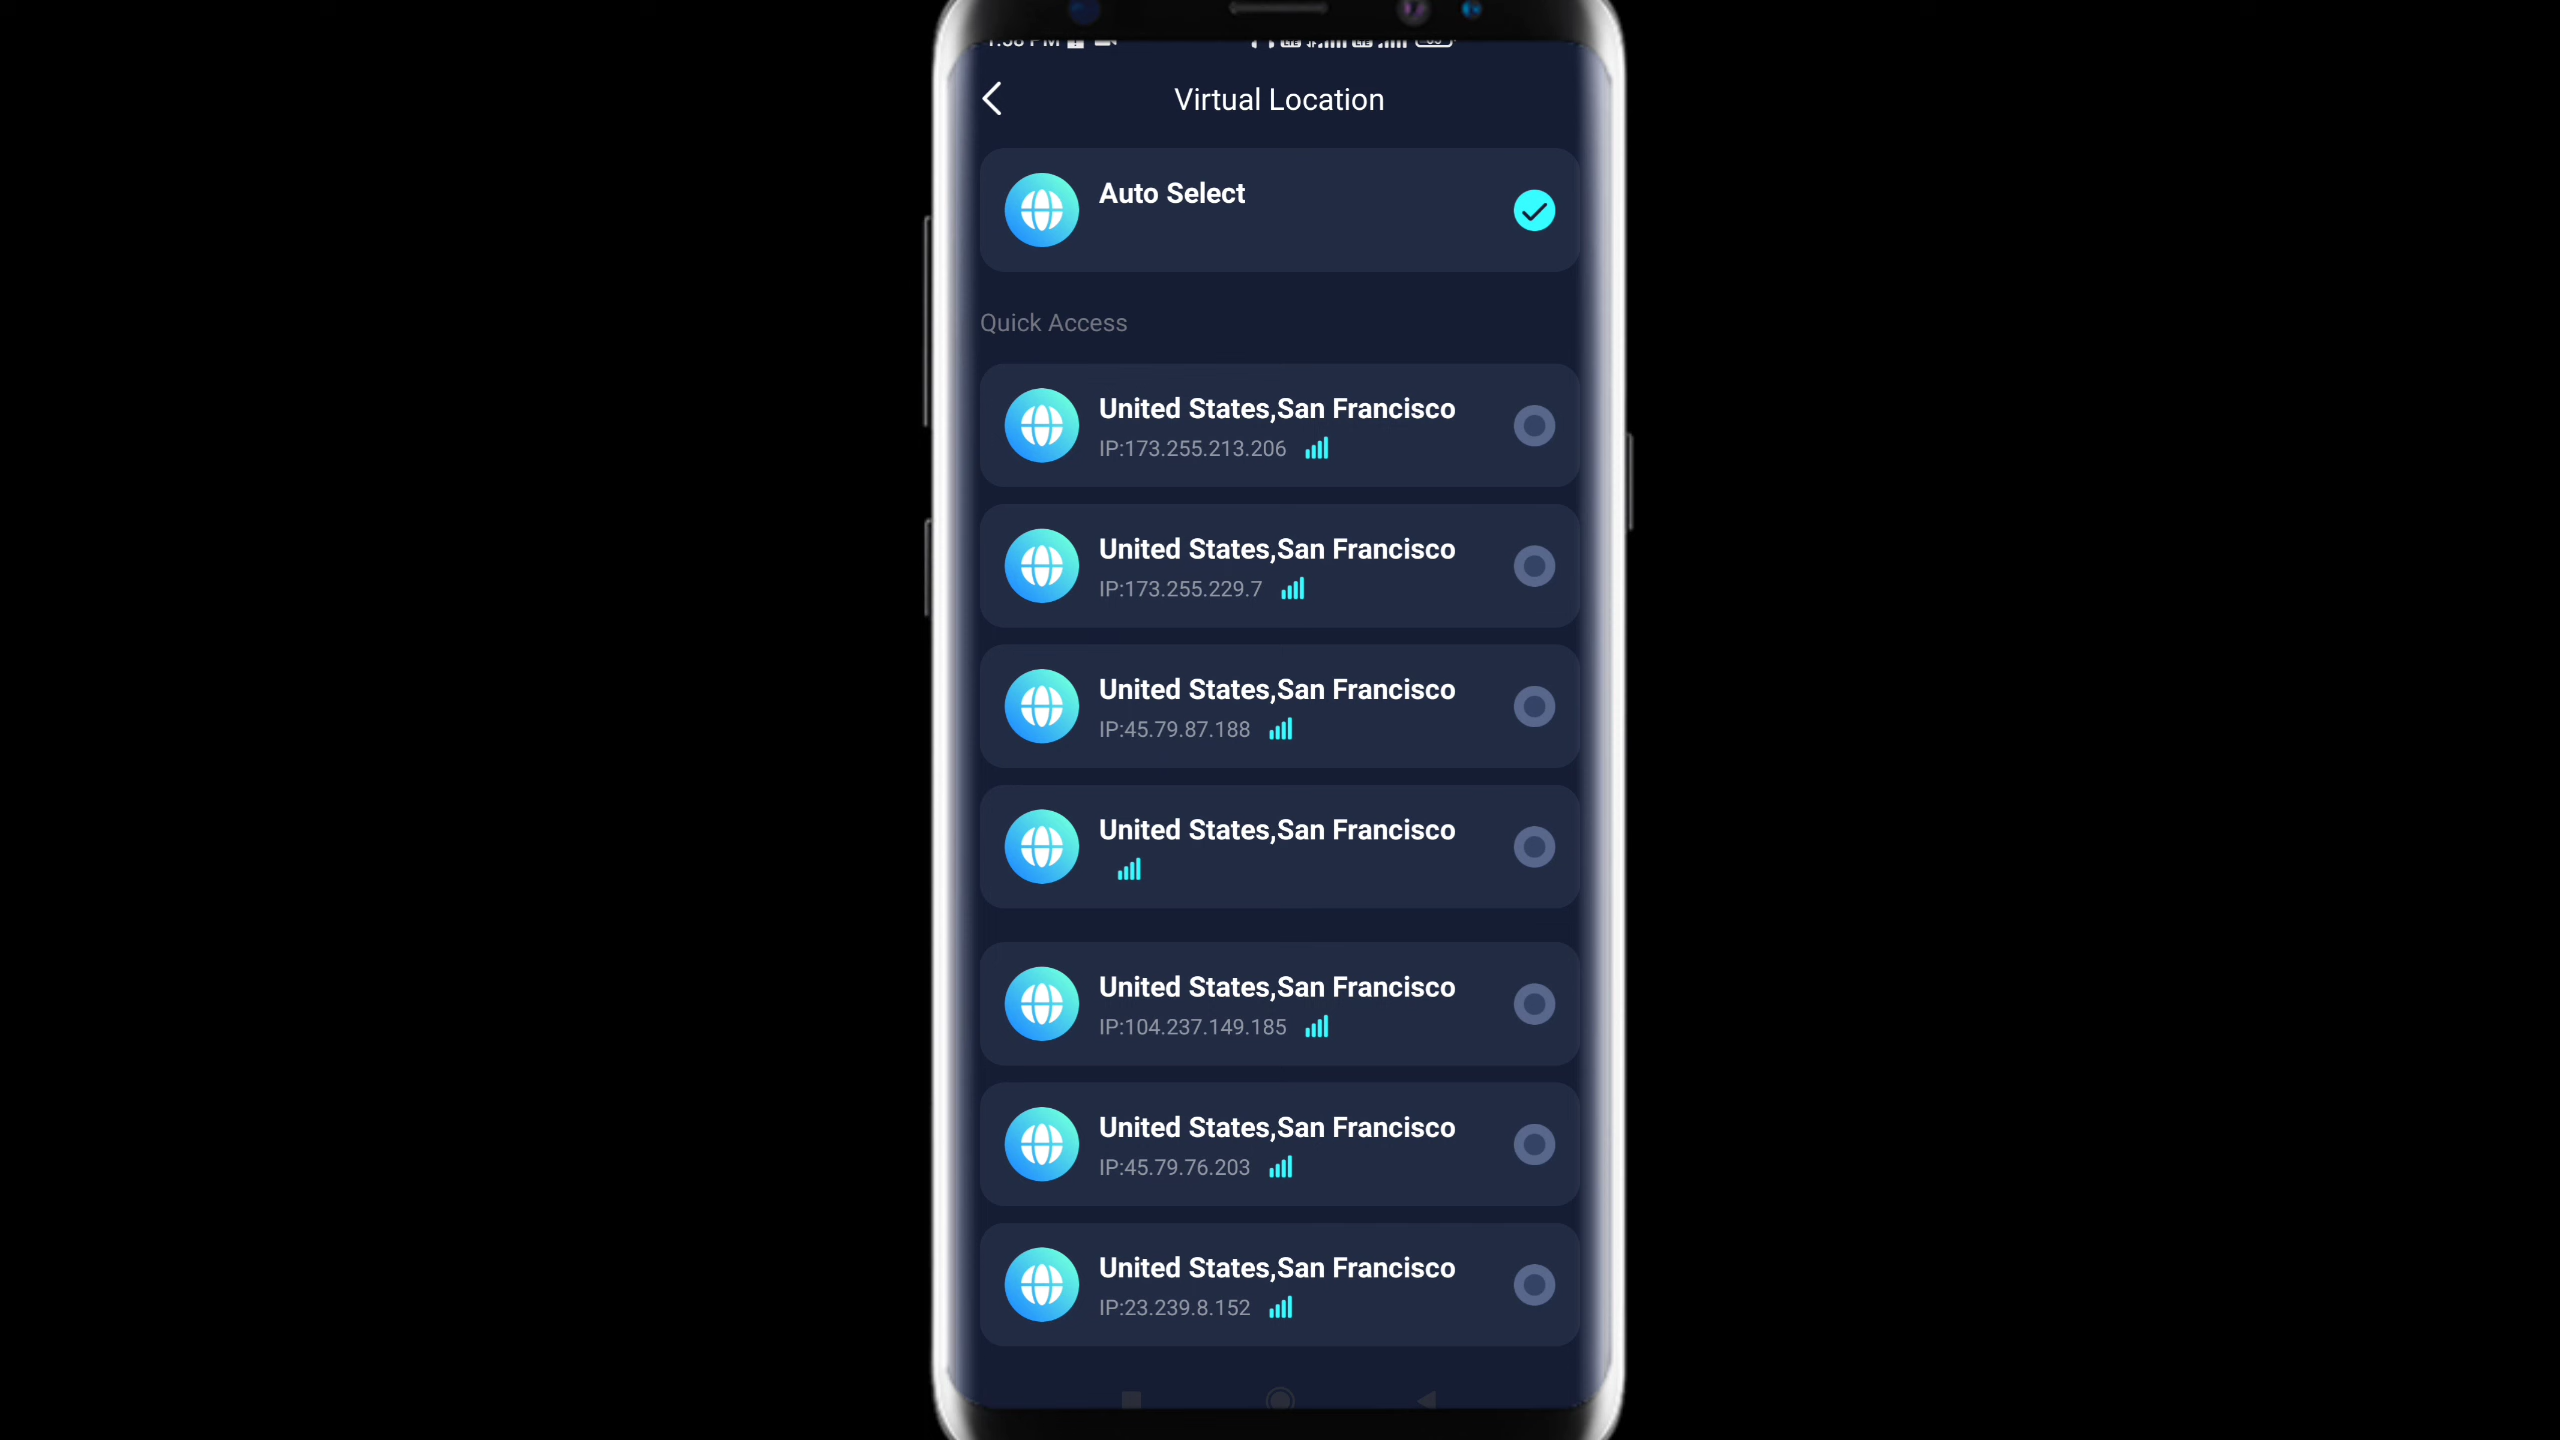 Virtual Location
Auto Select
Quick Access
United States,San Francisco
IP:173.255.213.206
United States,San Francisco
IP:173.255.229.7
United States,San Francisco
IP:45.79.87.188
United States,San Francisco
United States,San Francisco
IP:104.237.149.185
United States,San Francisco
IP:45.79.76.203
United States,San Francisco
IP:23.239.8.152